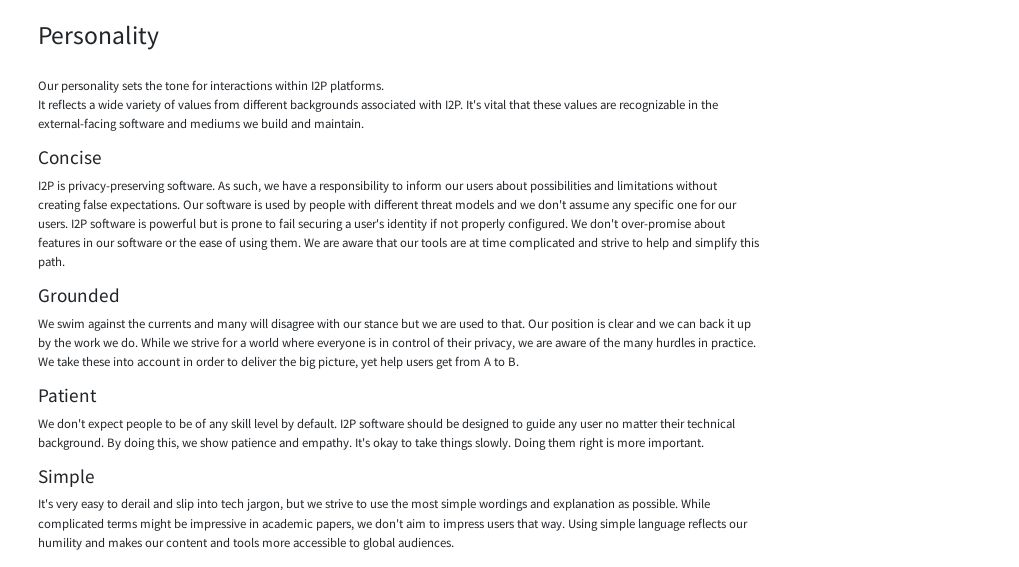 Personality
Our personality sets the tone for interactions within I2P platforms.
It reflects a wide variety of values from different backgrounds associated with I2P. It's vital that these values are recognizable in the
external-facing software and mediums we build and maintain.
Concise
I2P is privacy-preserving software. As such, we have a responsibility to inform our users about possibilities and limitations without
creating false expectations. Our software is used by people with different threat models and we don't assume any specific one for our
users. I2P software is powerful but is prone to fail securing a user's identity if not properly configured. We don't over-promise about
features in our software or the ease of using them. We are aware that our tools are at time complicated and strive to help and simplify this
path.
Grounded
We swim against the currents and many will disagree with our stance but we are used to that. Our position is clear and we can back it up
by the work we do. While we strive for a world where everyone is in control of their privacy, we are aware of the many hurdles in practice.
We take these into account in order to deliver the big picture, yet help users get from A to B.
Patient
We don't expect people to be of any skill level by default. I2P software should be designed to guide any user no matter their technical
background. By doing this, we show patience and empathy. It's okay to take things slowly. Doing them right is more important.
Simple
It's very easy to derail and slip into tech jargon, but we strive to use the most simple wordings and explanation as possible. While
complicated terms might be impressive in academic papers, we don't aim to impress users that way. Using simple language reflects our
humility and makes our content and tools more accessible to global audiences.